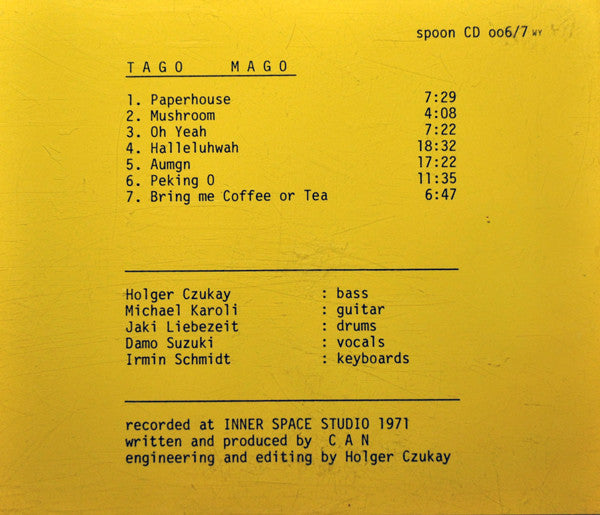 spoon CD oo6/7 WY
TAGO MAGO
1. Paperhouse 7:29
2. Mushroom 4:08
3. Oh Yeah 7:22
4. Halleluhwah 18:32
5. Aumgn 17:22
6. Peking O 11:35
7. Bring me Coffee or Tea 6:47
Holger Czukay : bass
Michael Karoli : guitar
Jaki Liebezeit : drums
Damo Suzuki : vocals
Irmin Schmidt : keyboards
recorded at INNER SPACE STUDIO 1971
written and produced by C A N
engineering and editing by Holger Czukay